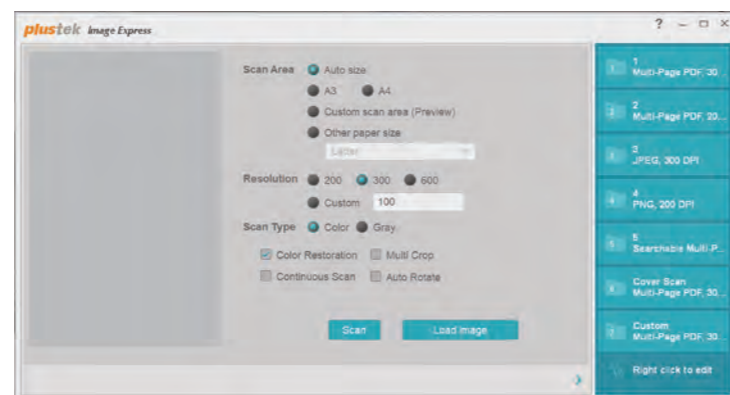 plustek Image Express
? – □ ×
Scan Area Auto size
A3 A4
Custom scan area (Preview)
Other paper size
Letter
Resolution 200 300 600
Custom 100
Scan Type Color Gray
Color Restoration Multi Crop
Continuous Scan Auto Rotate
Scan Load Image
1
Multi-Page PDF, 30...
2
Multi-Page PDF, 20...
3
JPEG, 300 DPI
4
PNG, 200 DPI
5
Searchable Multi-P...
Cover Scan
Multi-Page PDF, 30...
Custom
Multi-Page PDF, 30...
Right click to edit